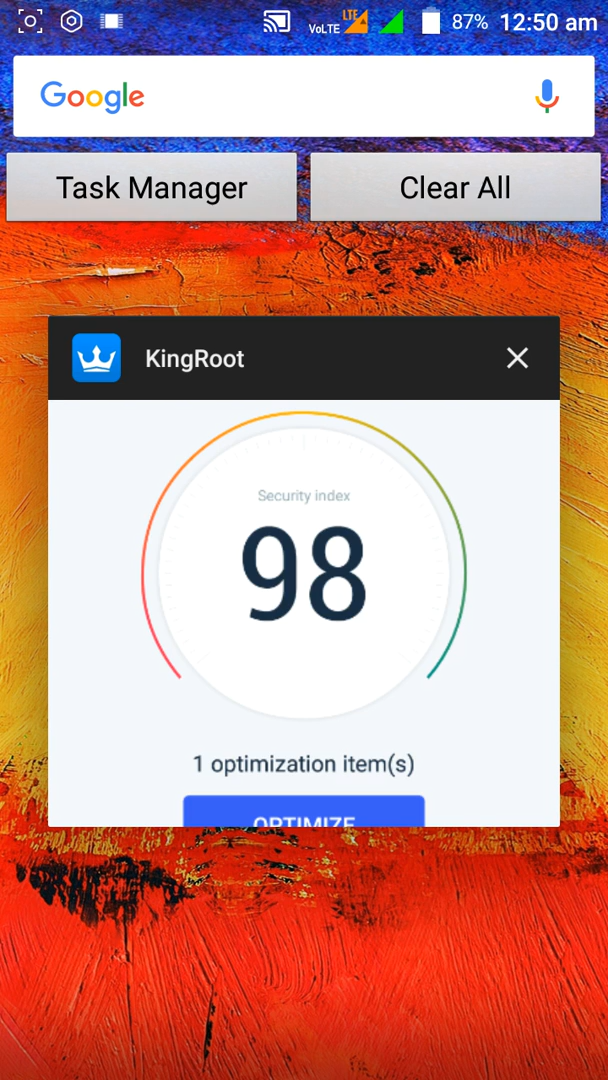 VoLTE LTE 87% 12:50 am
Google
Task Manager Clear All
KingRoot
Security index
98
1 optimization item(s)
OPTIMIZE